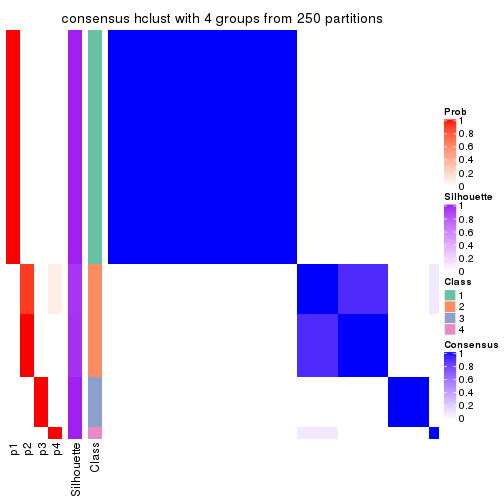 consensus hclust with 4 groups from 250 partitions
Prob
1
0.8
0.6
0.4
0.2
0
Silhouette
1
0.8
0.6
0.4
0.2
0
Class
1
2
3
4
Consensus
1
0.8
0.6
0.4
0.2
0
p1
p2
p3
p4
Silhouette
Class